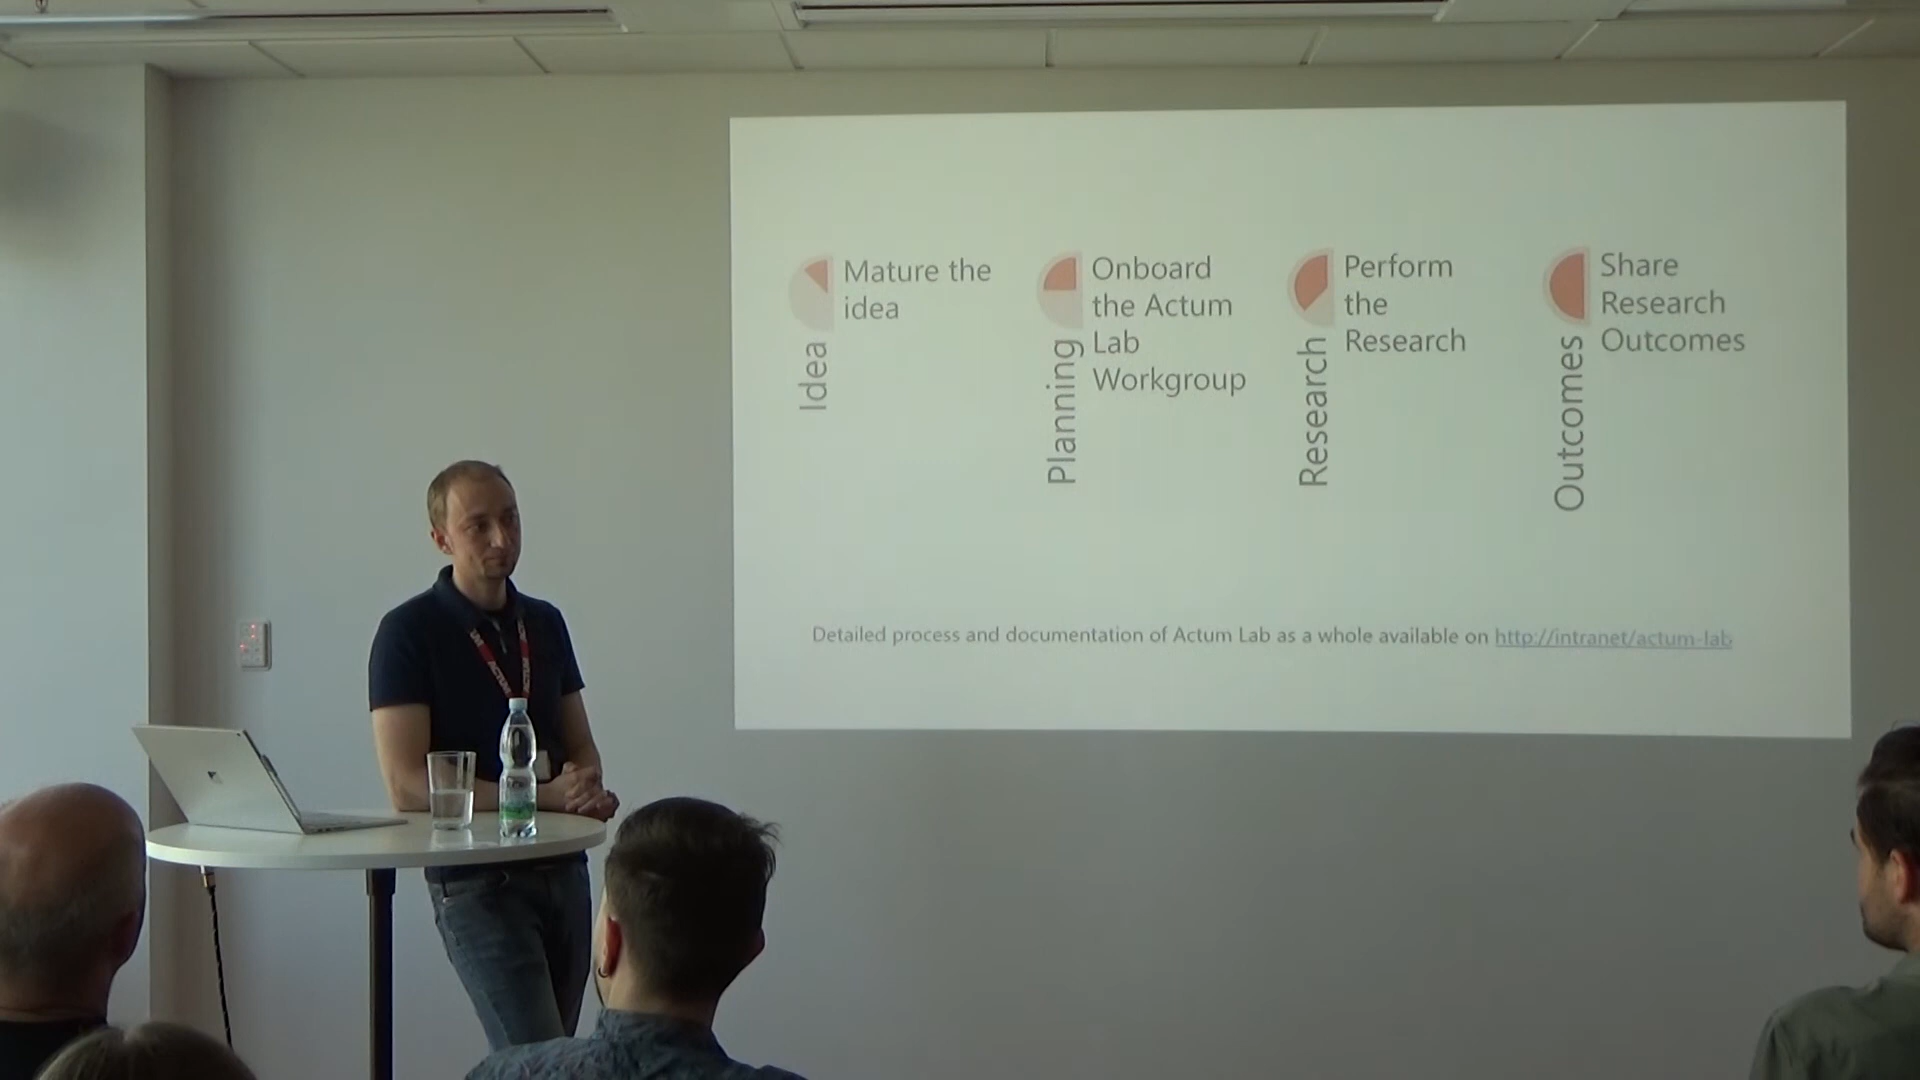 Mature the
idea
Idea
Onboard
the Actum
Lab
Workgroup
Planning
Perform
the
Research
Research
Share
Research
Outcomes
Outcomes
Detailed process and documentation of Actum Lab as a whole available on http://intranet/actum-lab
ACTUM